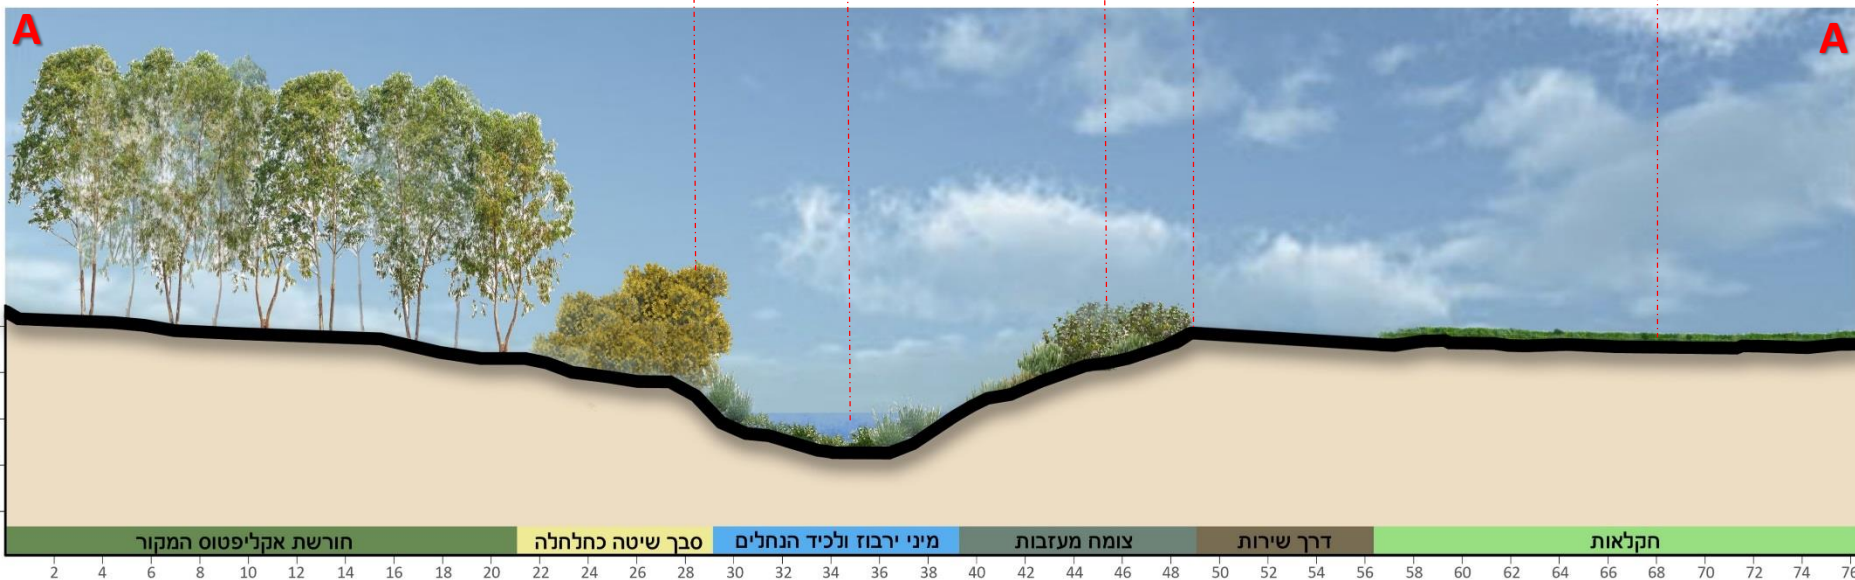 A A
חורשת אקליפטוס המקור סבך שיטה כחלחלה מיני ירבוז ולכיד הנחלים צומח מעזבות דרך שירות חקלאות
2 4 6 8 10 12 14 16 18 20 22 24 26 28 30 32 34 36 38 40 42 44 46 48 50 52 54 56 58 60 62 64 66 68 70 72 74 76